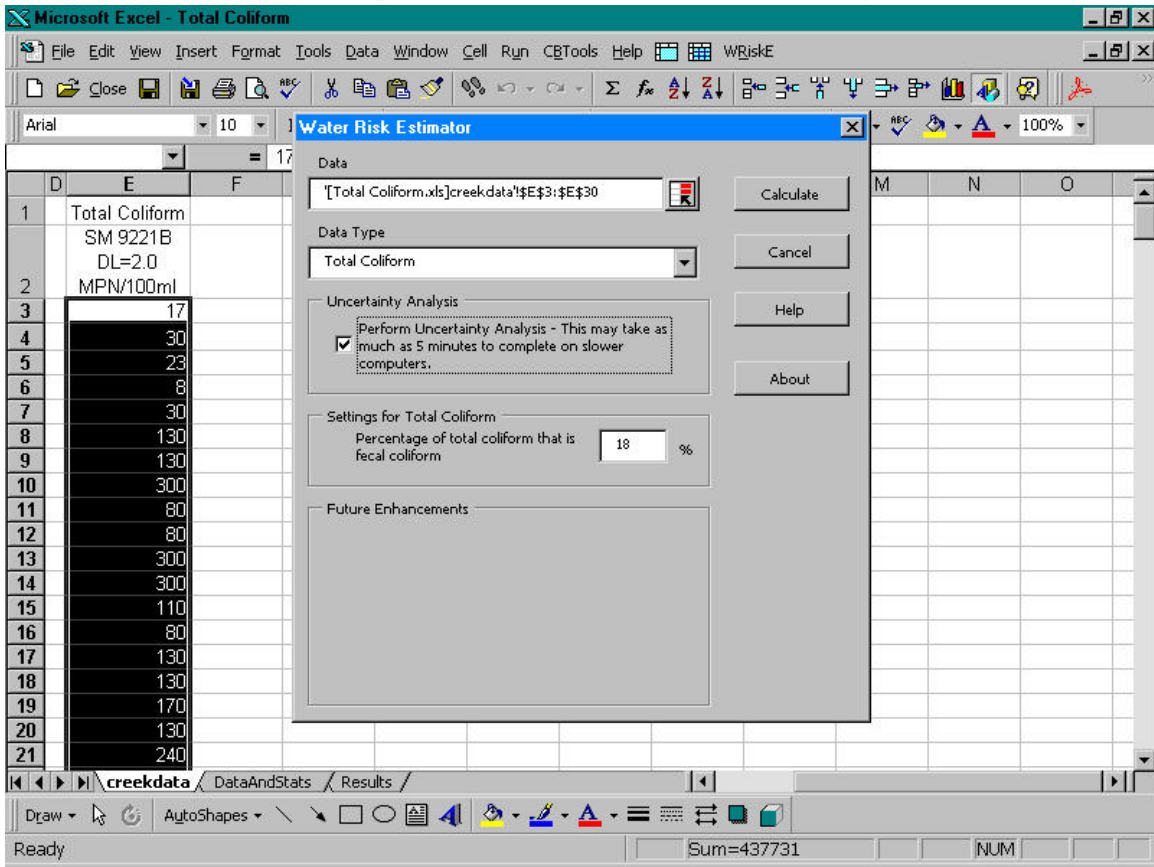 Microsoft Excel - Total Coliform
File Edit View Insert Format Tools Data Window Cell Run CBTools Help WRiskE
Close
Arial 10 100%
= 17
D E F M N O
1 Total Coliform
SM 9221B
DL=2.0
2 MPN/100ml
3 17
4 30
5 23
6 8
7 30
8 130
9 130
10 300
11 80
12 80
13 300
14 300
15 110
16 80
17 130
18 130
19 170
20 130
21 240
Water Risk Estimator
Data
'[Total Coliform.xls]creekdata'!$E$3:$E$30
Data Type
Total Coliform
Uncertainty Analysis
Perform Uncertainty Analysis - This may take as
much as 5 minutes to complete on slower
computers.
Settings for Total Coliform
Percentage of total coliform that is
fecal coliform
18 %
Future Enhancements
Calculate
Cancel
Help
About
creekdata DataAndStats Results
Draw AutoShapes
Ready Sum=437731 NUM